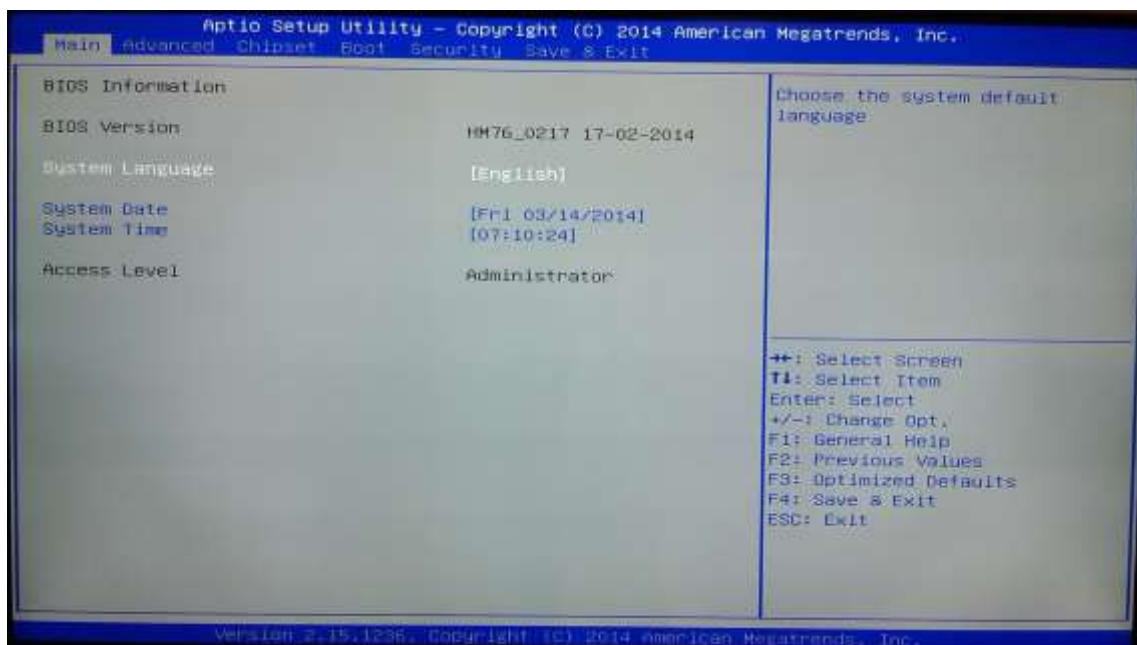 Aptio Setup Utility – Copyright (C) 2014 American Megatrends, Inc.
Main Advanced Chipset Boot Security Save & Exit
BIOS Information
BIOS Version HM76_0217 17-02-2014
System Language [English]
System Date [Fri 03/14/2014]
System Time [07:10:24]
Access Level Administrator
Choose the system default
language
→←: Select Screen
↑↓: Select Item
Enter: Select
+/-: Change Opt.
F1: General Help
F2: Previous Values
F3: Optimized Defaults
F4: Save & Exit
ESC: Exit
Version 2.15.1236. Copyright (C) 2014 American Megatrends, Inc.